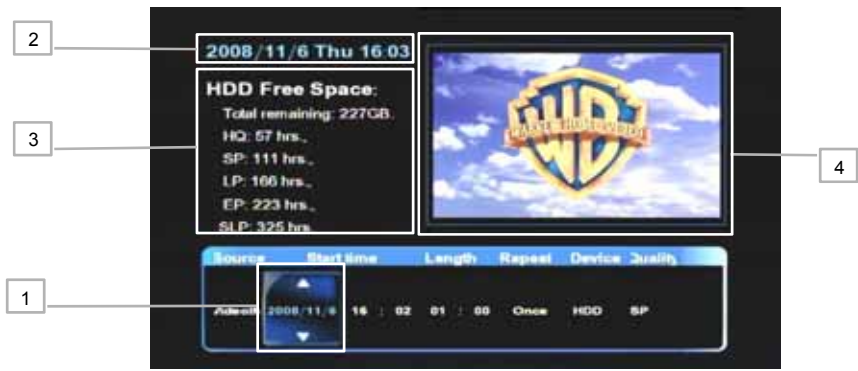 2
2008/11/6 Thu 16:03
HDD Free Space:
Total remaining: 227GB.
3
HQ: 57 hrs.,
SP: 111 hrs.,
LP: 166 hrs.,
EP: 223 hrs.,
SLP: 325 hrs
4
Source Start time Length Repeat Device Quality
1
2008/11/6 16 : 02 01 : 00 Once HDD SP